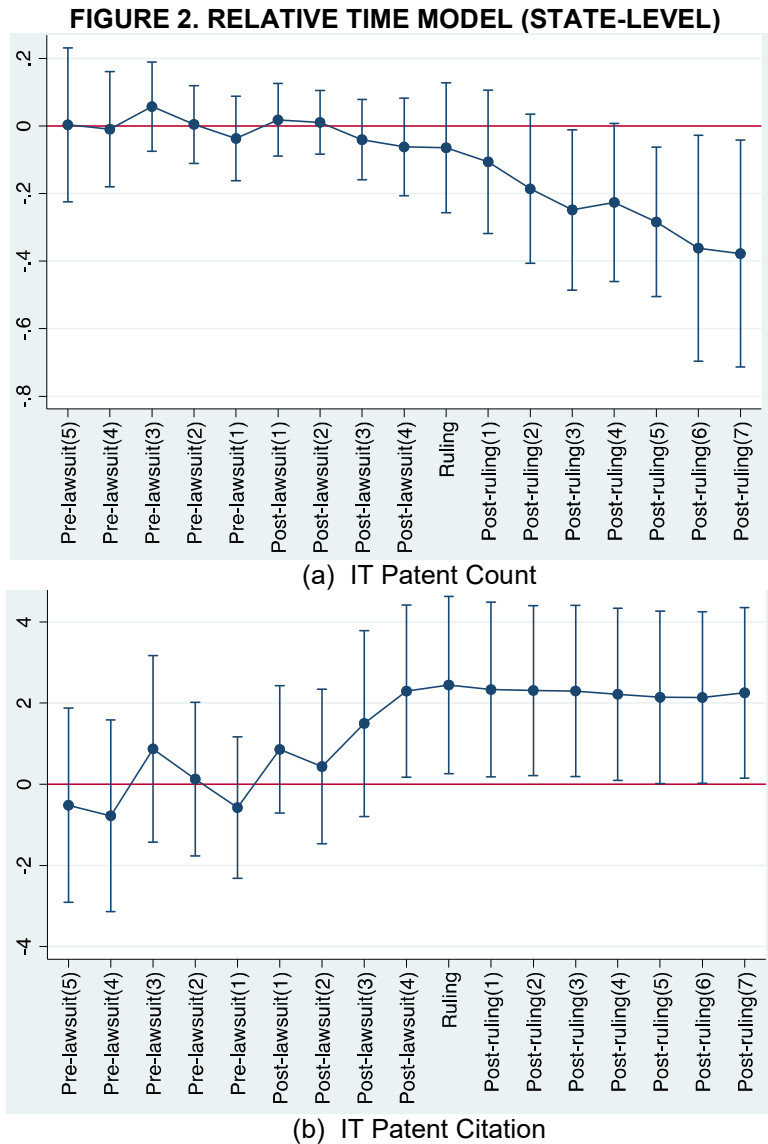 FIGURE 2. RELATIVE TIME MODEL (STATE-LEVEL)
.2
0
-.2
-.4
-.6
-.8
Pre-lawsuit(5)
Pre-lawsuit(4)
Pre-lawsuit(3)
Pre-lawsuit(2)
Pre-lawsuit(1)
Post-lawsuit(1)
Post-lawsuit(2)
Post-lawsuit(3)
Post-lawsuit(4)
Ruling
Post-ruling(1)
Post-ruling(2)
Post-ruling(3)
Post-ruling(4)
Post-ruling(5)
Post-ruling(6)
Post-ruling(7)
(a) IT Patent Count
4
2
0
-2
-4
Pre-lawsuit(5)
Pre-lawsuit(4)
Pre-lawsuit(3)
Pre-lawsuit(2)
Pre-lawsuit(1)
Post-lawsuit(1)
Post-lawsuit(2)
Post-lawsuit(3)
Post-lawsuit(4)
Ruling
Post-ruling(1)
Post-ruling(2)
Post-ruling(3)
Post-ruling(4)
Post-ruling(5)
Post-ruling(6)
Post-ruling(7)
(b) IT Patent Citation